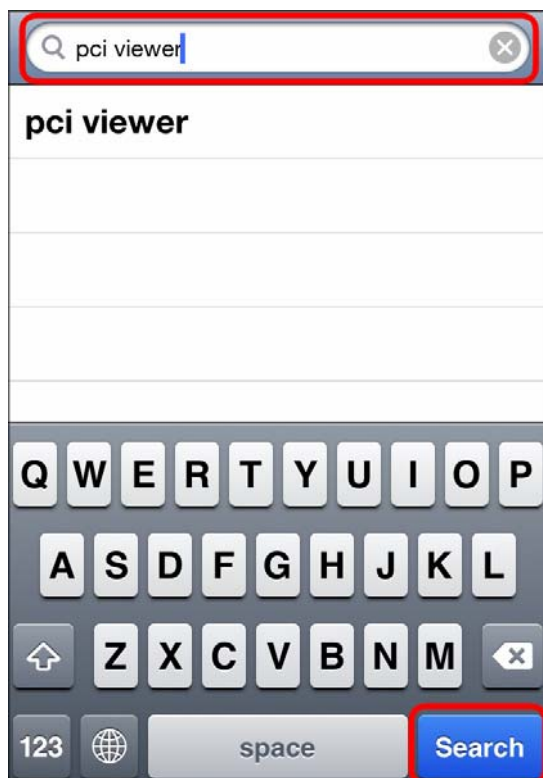 pci viewer
pci viewer
Q W E R T Y U I O P
A S D F G H J K L
Z X C V B N M
123 space Search